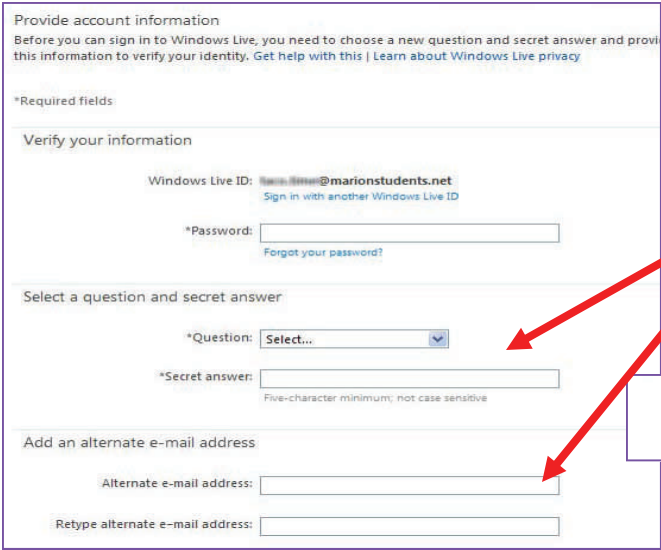 Provide account information
Before you can sign in to Windows Live, you need to choose a new question and secret answer and provi
this information to verify your identity. Get help with this | Learn about Windows Live privacy
*Required fields
Verify your information
Windows Live ID: @marionstudents.net
Sign in with another Windows Live ID
*Password:
Forgot your password?
Select a question and secret answer
*Question: Select...
*Secret answer:
Five-character minimum; not case sensitive
Add an alternate e-mail address
Alternate e-mail address:
Retype alternate e-mail address: